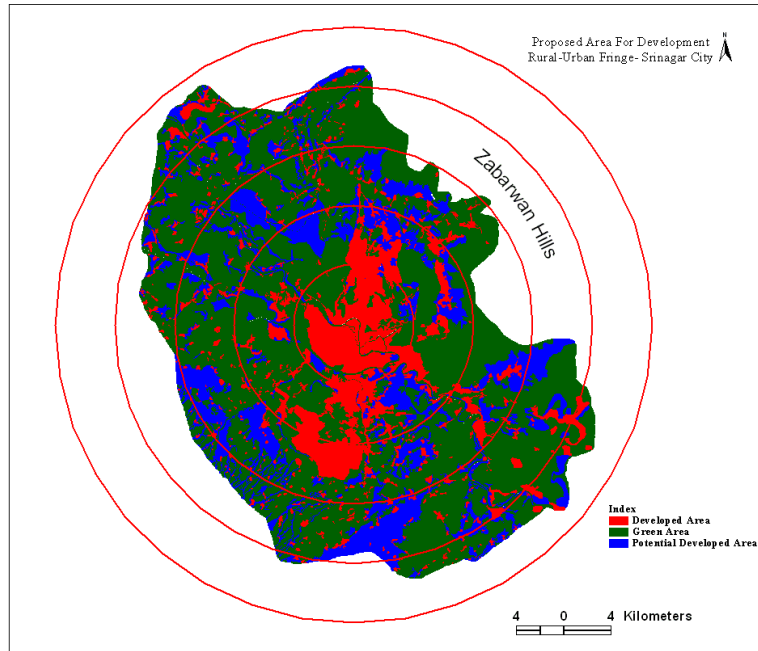 Proposed Area For Development
Rural-Urban Fringe- Srinagar City
N
Zabarwan Hills
Index
Developed Area
Green Area
Potential Developed Area
4 0 4 Kilometers